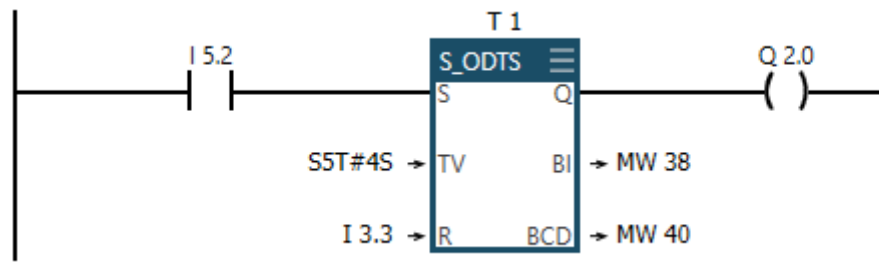 T 1
I 5.2 S_ODTS Q 2.0
S Q
S5T#4S TV BI MW 38
I 3.3 R BCD MW 40